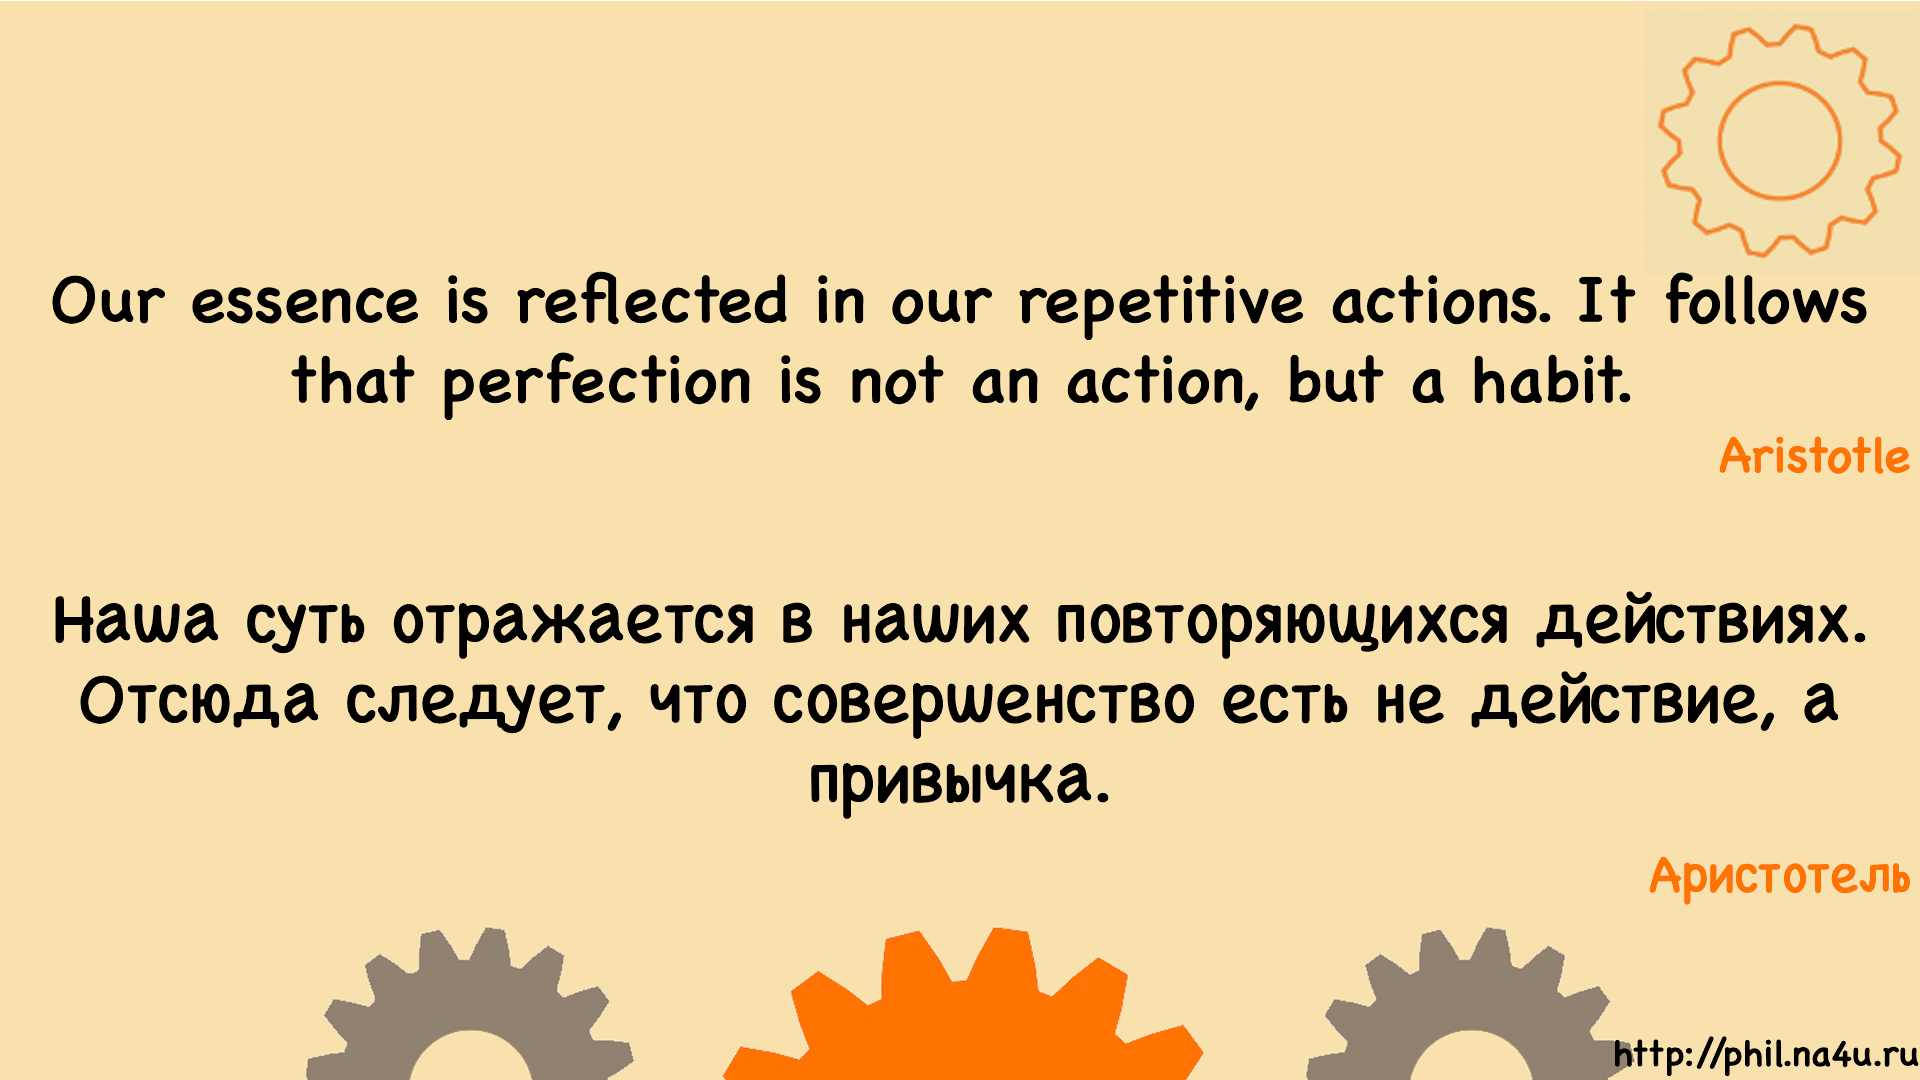 Our essence is reflected in our repetitive actions. It follows
that perfection is not an action, but a habit.
Aristotle
Наша суть отражается в наших повторяющихся действиях.
Отсюда следует, что совершенство есть не действие, а
привычка.
Аристотель
http://phil.na4u.ru